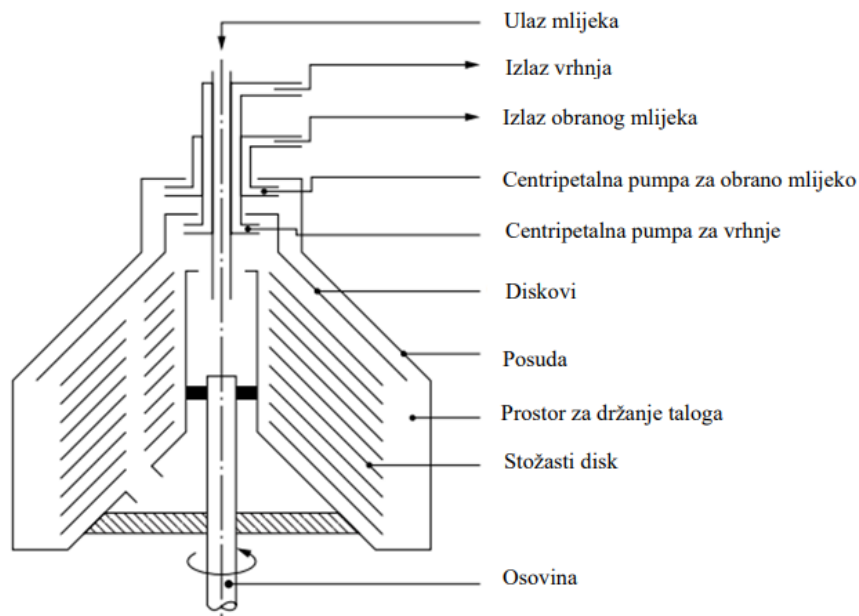 Ulaz mlijeka
Izlaz vrhnja
Izlaz obranog mlijeka
Centripetalna pumpa za obrano mlijeko
Centripetalna pumpa za vrhnje
Diskovi
Posuda
Prostor za držanje taloga
Stožasti disk
Osovina